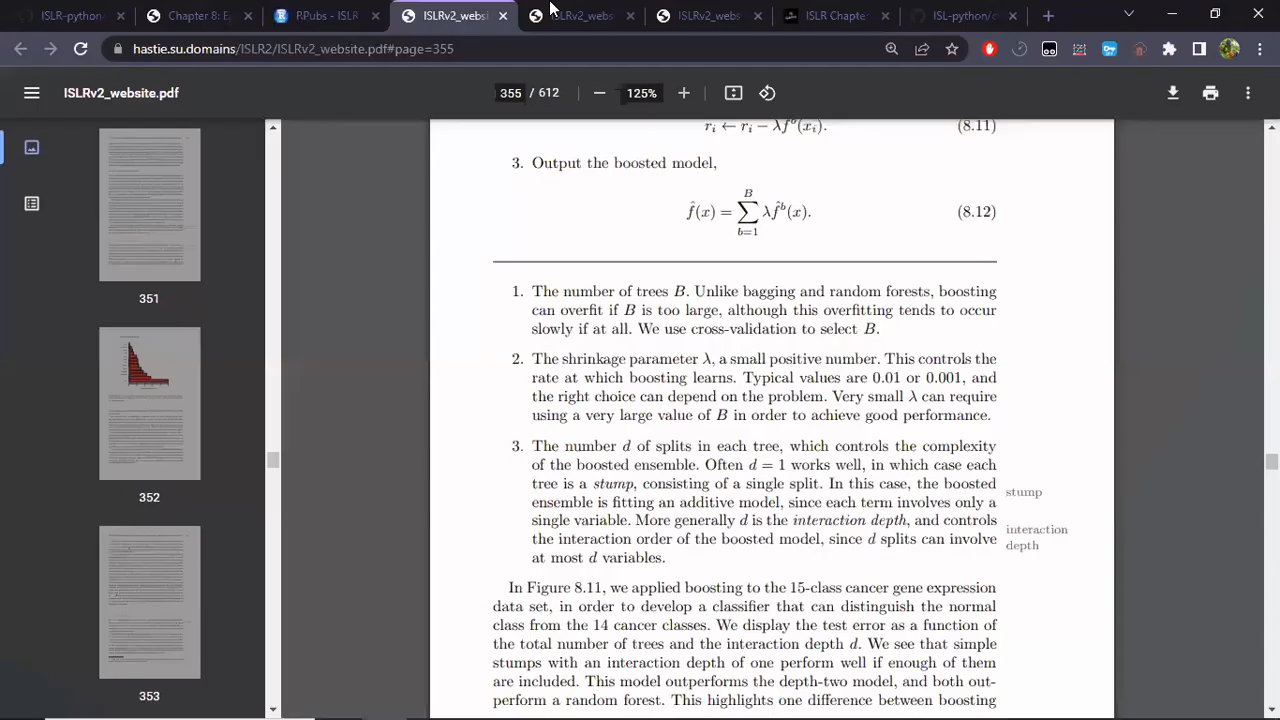 ISLR-python/
Chapter 8: E
RPubs - ISLR
ISLRv2_websi
ISLRv2_webs
ISLRv2_webs
ISLR Chapte
ISL-python/d
hastie.su.domains/ISLR2/ISLRv2_website.pdf#page=355
ISLRv2_website.pdf
355 / 612
125%
351
352
353
r_i ← r_i − λf̂^b(x_i). (8.11)
3. Output the boosted model,
f̂(x) = ∑_{b=1}^{B} λf̂^b(x). (8.12)
1. The number of trees B. Unlike bagging and random forests, boosting
can overfit if B is too large, although this overfitting tends to occur
slowly if at all. We use cross-validation to select B.
2. The shrinkage parameter λ, a small positive number. This controls the
rate at which boosting learns. Typical values are 0.01 or 0.001, and
the right choice can depend on the problem. Very small λ can require
using a very large value of B in order to achieve good performance.
3. The number d of splits in each tree, which controls the complexity
of the boosted ensemble. Often d = 1 works well, in which case each
tree is a stump, consisting of a single split. In this case, the boosted
stump
ensemble is fitting an additive model, since each term involves only a
single variable. More generally d is the interaction depth, and controls
interaction
the interaction order of the boosted model, since d splits can involve
depth
at most d variables.
In Figure 8.11, we applied boosting to the 15-class cancer gene expression
data set, in order to develop a classifier that can distinguish the normal
class from the 14 cancer classes. We display the test error as a function of
the total number of trees and the interaction depth d. We see that simple
stumps with an interaction depth of one perform well if enough of them
are included. This model outperforms the depth-two model, and both out-
perform a random forest. This highlights one difference between boosting